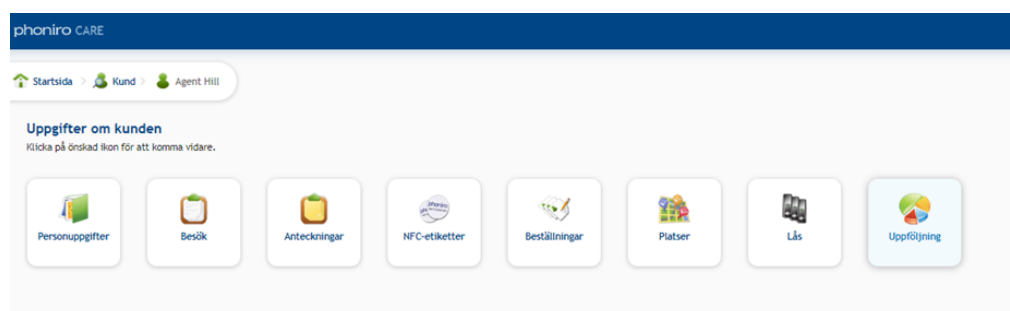 phoniro CARE
Startsida > Kund > Agent Hill
Uppgifter om kunden
Klicka på önskad ikon för att komma vidare.
Personuppgifter Besök Anteckningar NFC-etiketter Beställningar Platser Lås Uppföljning